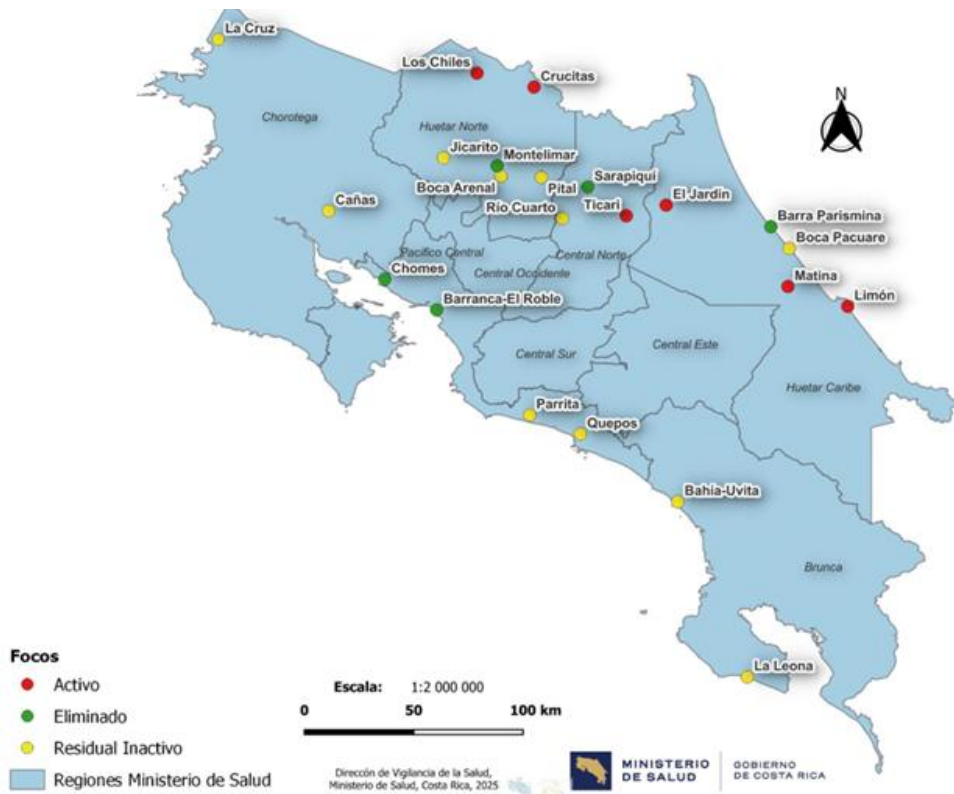 La Cruz
Los Chiles
Crucitas
N
Chorotega
Huetar Norte
Jicarito
Montelimar
Boca Arenal
Pital
Sarapiquí
El Jardín
Cañas
Río Cuarto
Ticari
Barra Parismina
Boca Pacuare
Pacífico Central
Central Norte
Chomes
Central Occidente
Matina
Limón
Barranca-El Roble
Central Sur
Central Este
Huetar Caribe
Parrita
Quepos
Bahía-Uvita
Brunca
La Leona
Focos
Activo
Eliminado
Residual Inactivo
Regiones Ministerio de Salud
Escala: 1:2 000 000
0 50 100 km
Direccón de Vigilancia de la Salud,
Ministerio de Salud, Costa Rica, 2025
MINISTERIO
DE SALUD
GOBIERNO
DE COSTA RICA